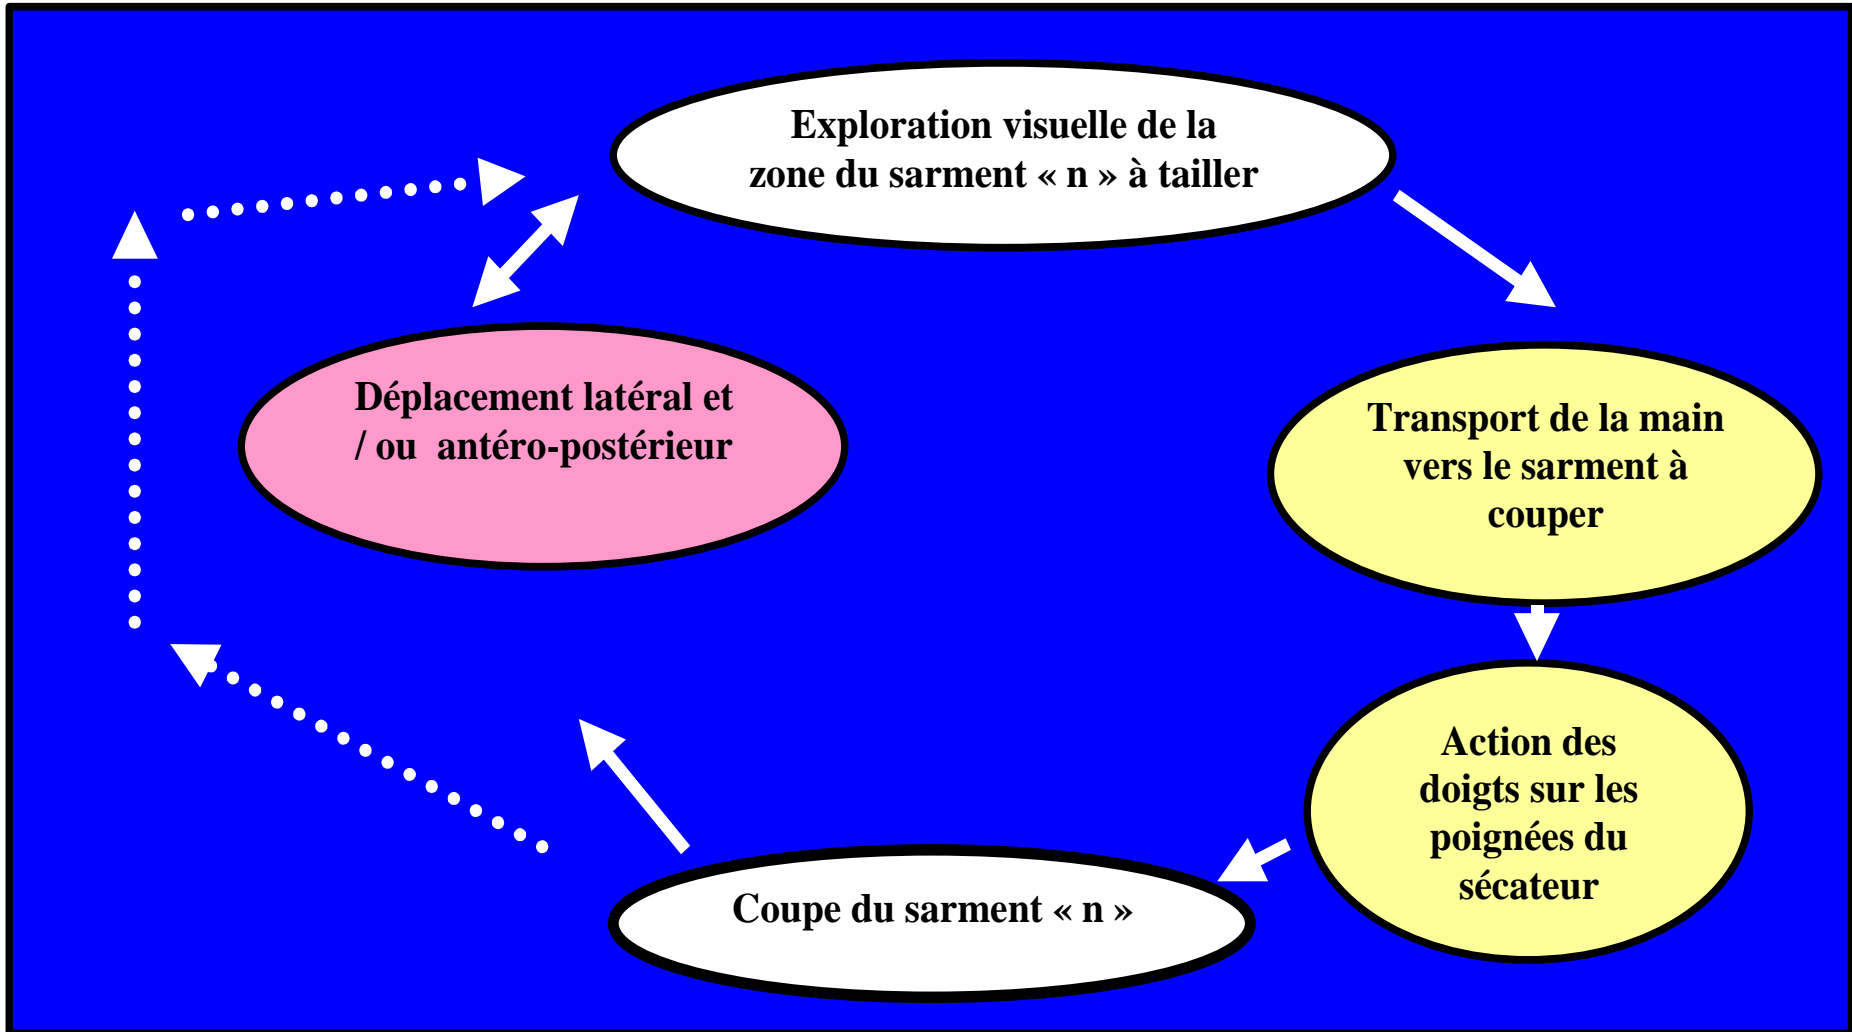 Exploration visuelle de la
zone du sarment « n » à tailler
Déplacement latéral et
/ ou antéro-postérieur
Transport de la main
vers le sarment à
couper
Action des
doigts sur les
poignées du
sécateur
Coupe du sarment « n »